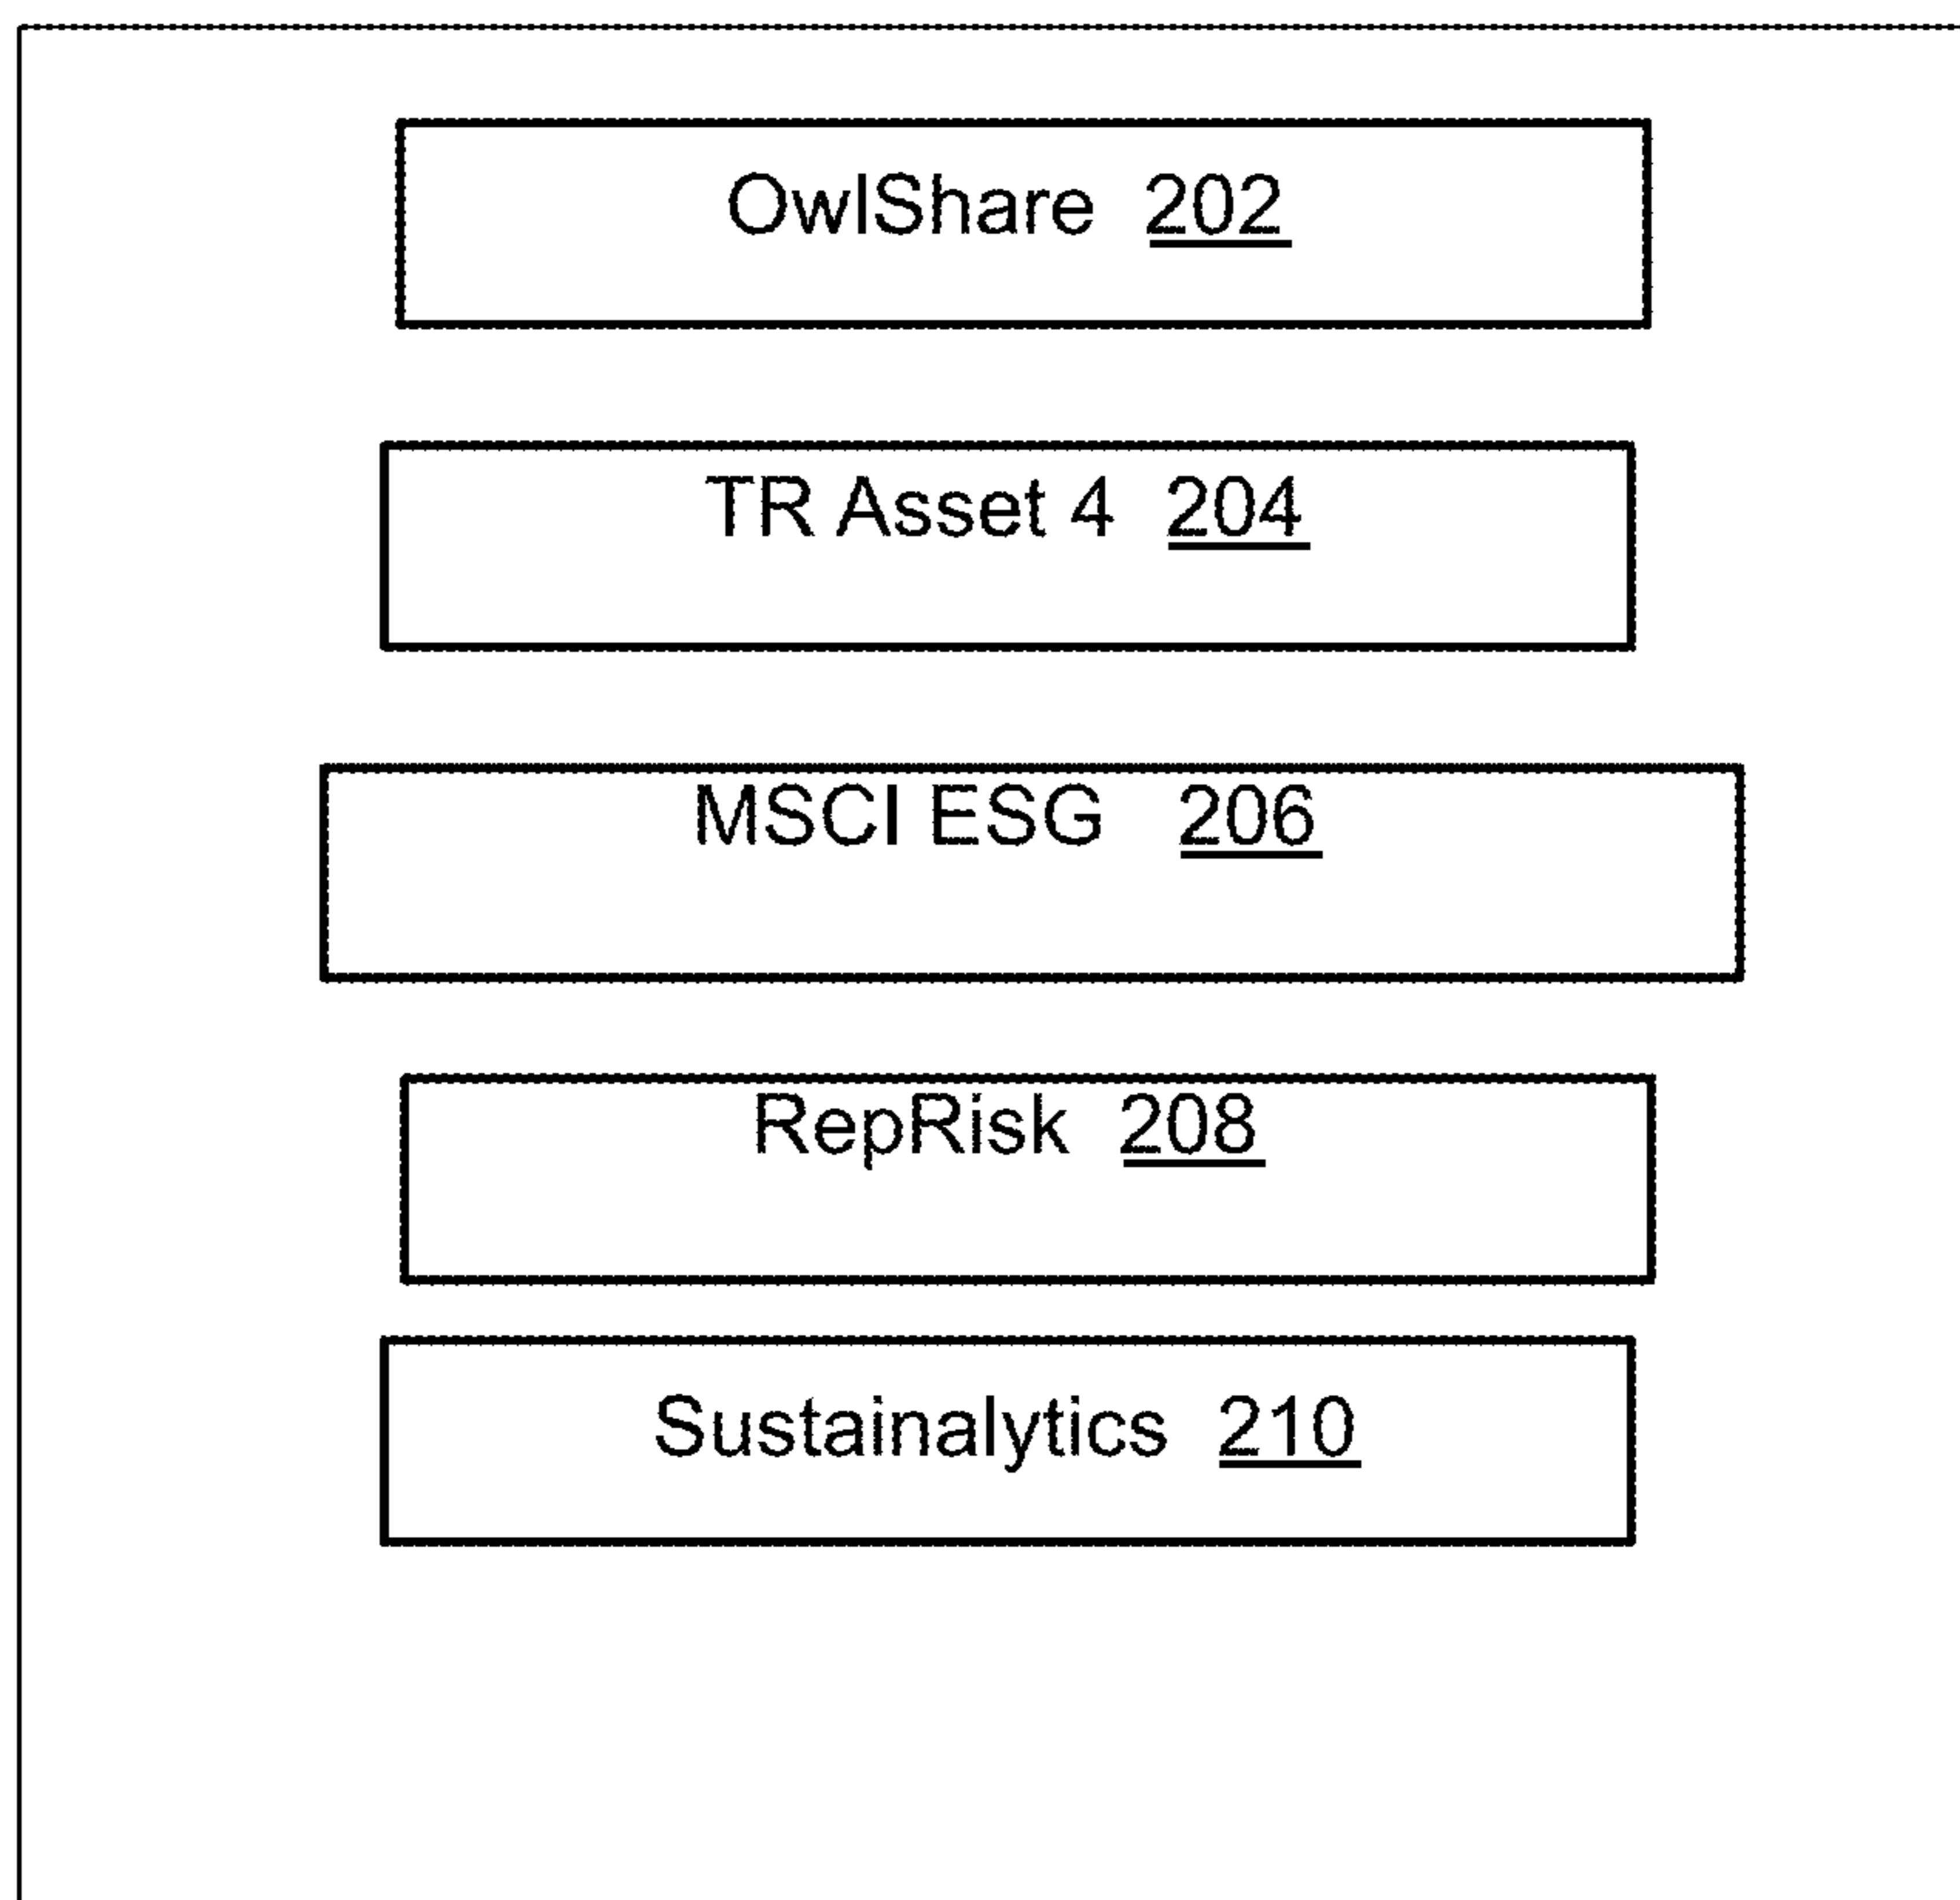 OwlShare 202
TR Asset 4 204
MSCI ESG 206
RepRisk 208
Sustainalytics 210